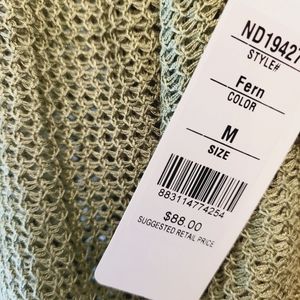 ND19427
STYLE#
Fern
COLOR
M
SIZE
883114774254
$88.00
SUGGESTED RETAIL PRICE